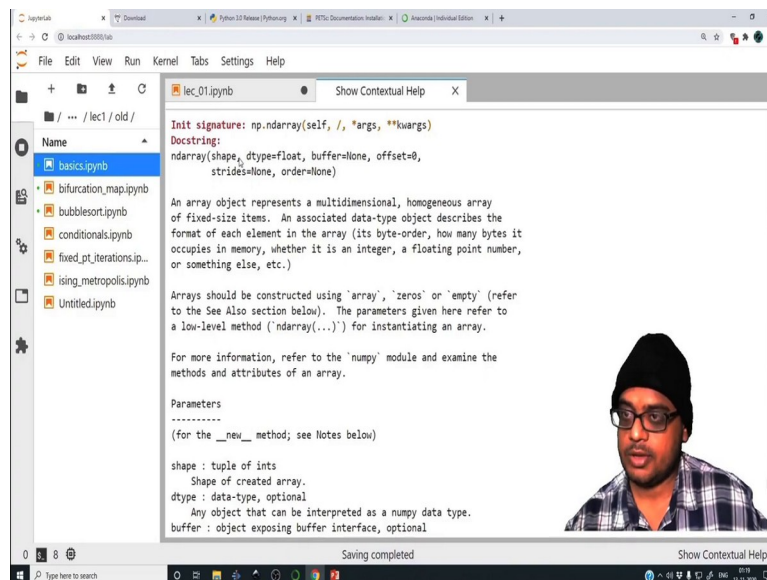 JupyterLab
Download
Python 3.0 Release | Python.org
PETSc: Documentation: Installati
Anaconda | Individual Edition
localhost:8888/lab
File Edit View Run Kernel Tabs Settings Help
lec_01.ipynb
Show Contextual Help
/ ··· / lec1 / old /
Name
basics.ipynb
bifurcation_map.ipynb
bubblesort.ipynb
conditionals.ipynb
fixed_pt_iterations.ip...
ising_metropolis.ipynb
Untitled.ipynb
Init signature: np.ndarray(self, /, *args, **kwargs)
Docstring:
ndarray(shape, dtype=float, buffer=None, offset=0,
strides=None, order=None)
An array object represents a multidimensional, homogeneous array
of fixed-size items. An associated data-type object describes the
format of each element in the array (its byte-order, how many bytes it
occupies in memory, whether it is an integer, a floating point number,
or something else, etc.)
Arrays should be constructed using `array`, `zeros` or `empty` (refer
to the See Also section below). The parameters given here refer to
a low-level method (`ndarray(...)`) for instantiating an array.
For more information, refer to the `numpy` module and examine the
methods and attributes of an array.
Parameters
----------
(for the __new__ method; see Notes below)
shape : tuple of ints
Shape of created array.
dtype : data-type, optional
Any object that can be interpreted as a numpy data type.
buffer : object exposing buffer interface, optional
0
8
Saving completed
Show Contextual Help
Type here to search
ENG
01:19